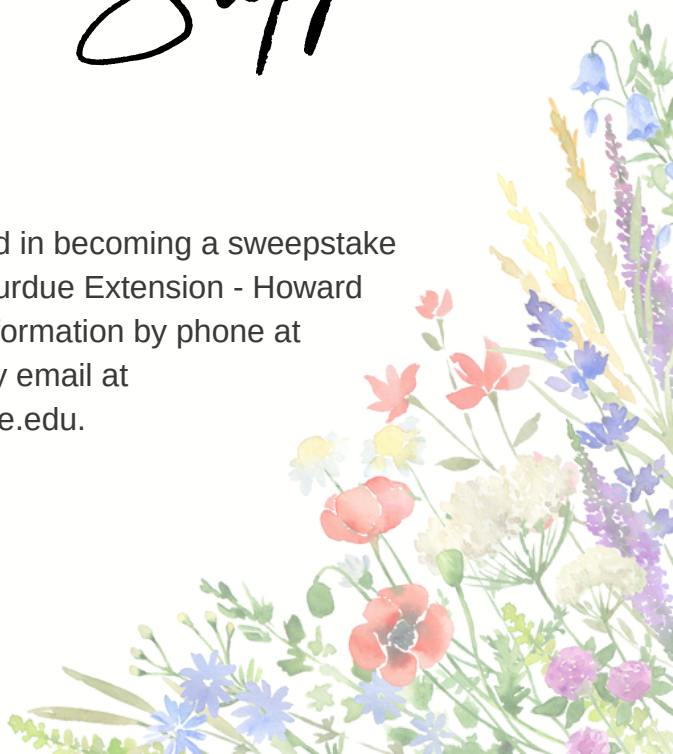 d in becoming a sweepstake
urdue Extension - Howard
formation by phone at
y email at
e.edu.